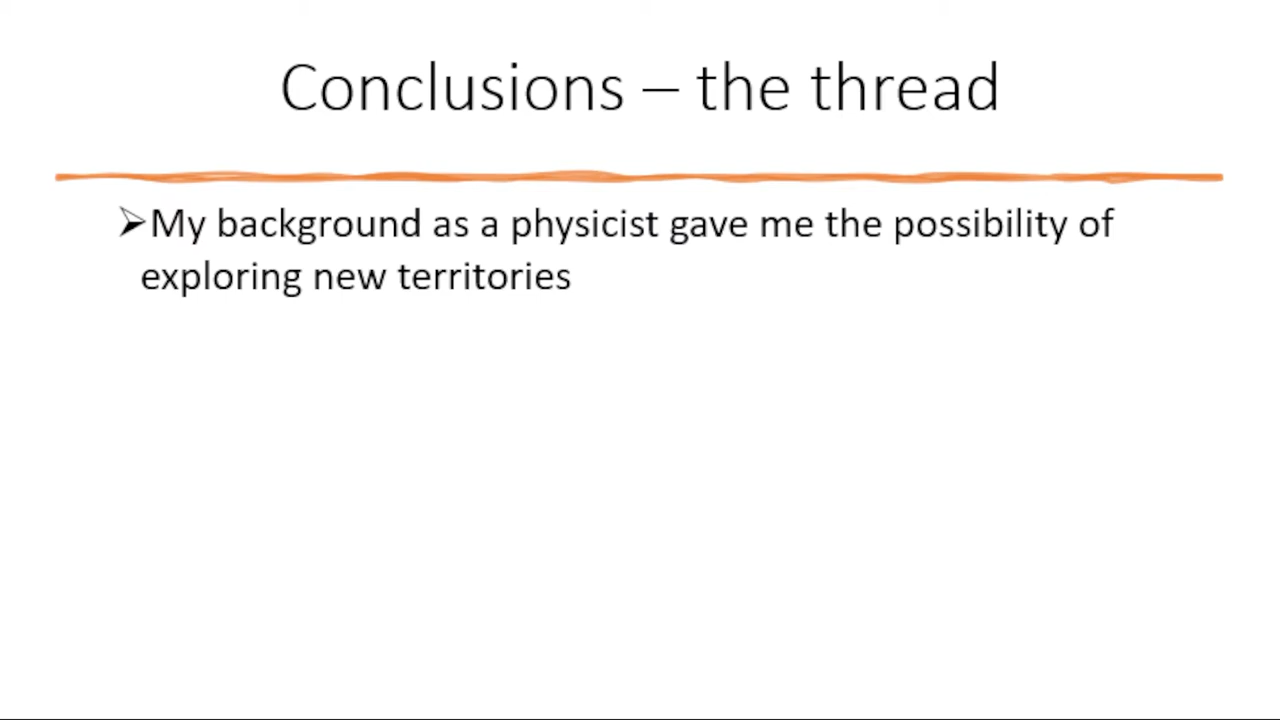 Conclusions – the thread
➢My background as a physicist gave me the possibility of
exploring new territories